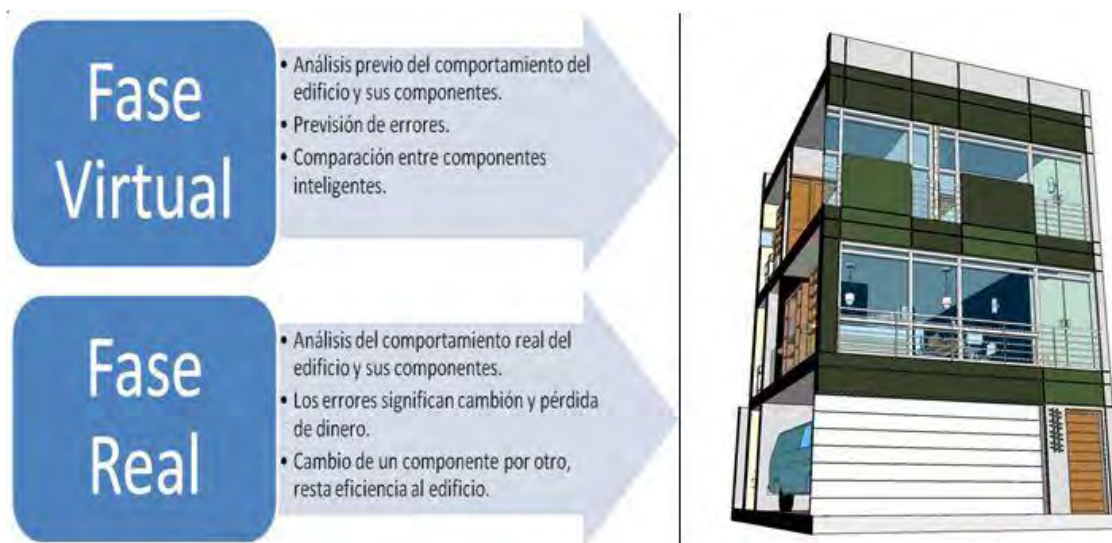 Fase
Virtual
• Análisis previo del comportamiento del
edificio y sus componentes.
• Previsión de errores.
• Comparación entre componentes
inteligentes.
Fase
Real
• Análisis del comportamiento real del
edificio y sus componentes.
• Los errores significan cambión y pérdida
de dinero.
• Cambio de un componente por otro,
resta eficiencia al edificio.